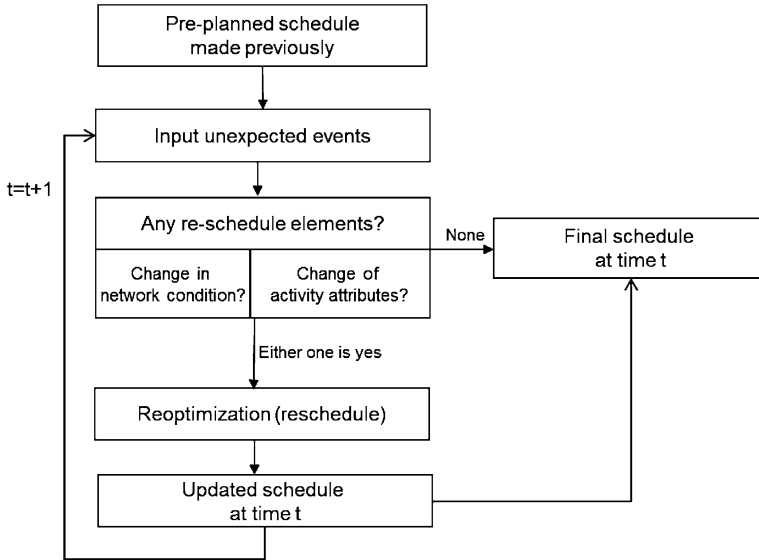 Pre-planned schedule
made previously
Input unexpected events
t=t+1
Any re-schedule elements?
None
Final schedule
at time t
Change in
network condition?
Change of
activity attributes?
Either one is yes
Reoptimization (reschedule)
Updated schedule
at time t